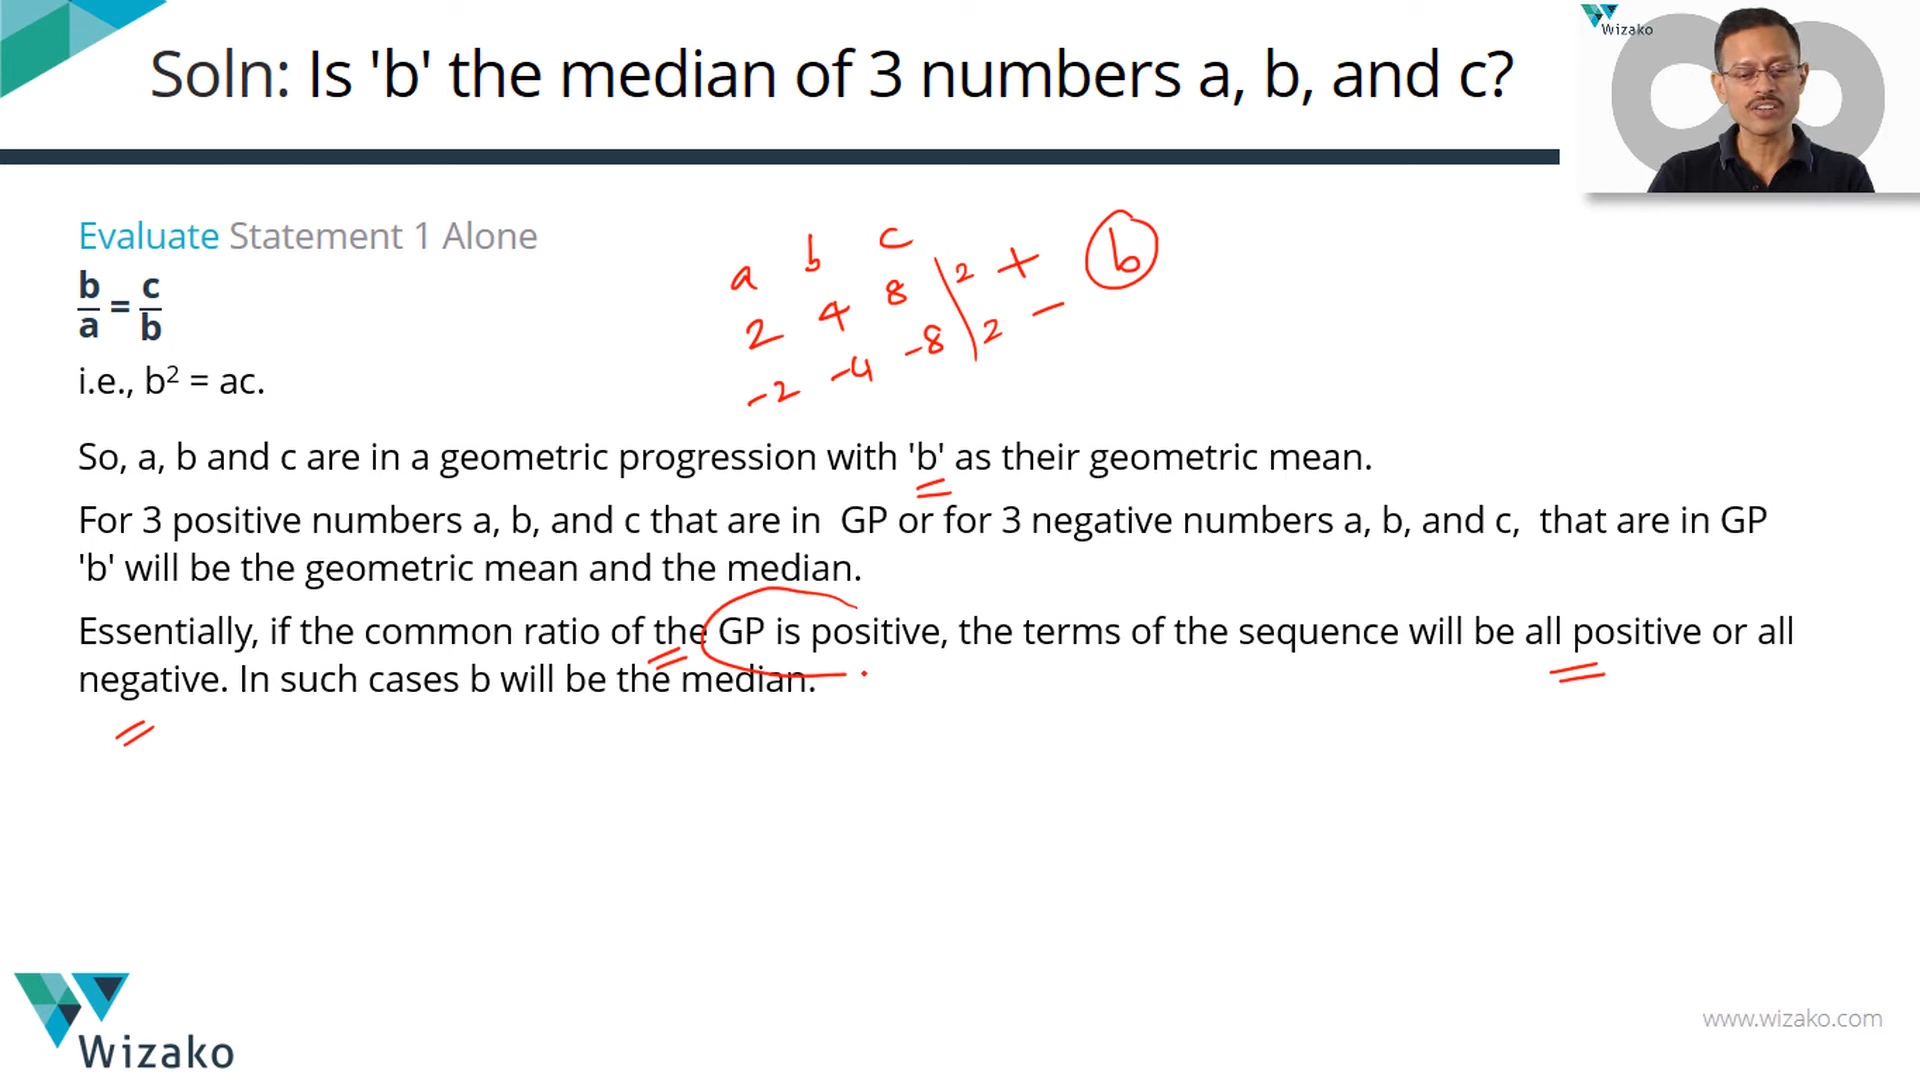 Wizako
Soln: Is 'b' the median of 3 numbers a, b, and c?
Evaluate Statement 1 Alone
b/a = c/b
i.e., b² = ac.
a b c
2 4 8 | 2 + b
-2 -4 -8 | 2 -
So, a, b and c are in a geometric progression with 'b' as their geometric mean.
For 3 positive numbers a, b, and c that are in GP or for 3 negative numbers a, b, and c, that are in GP
'b' will be the geometric mean and the median.
Essentially, if the common ratio of the GP is positive, the terms of the sequence will be all positive or all
negative. In such cases b will be the median.
Wizako
www.wizako.com